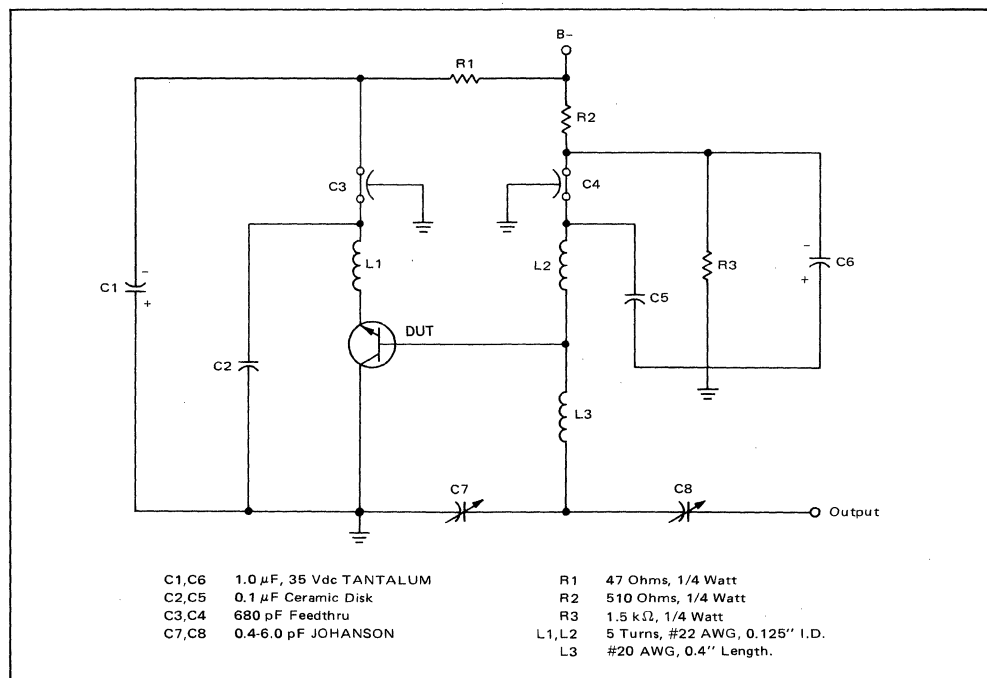 B-
R1
R2
C3
C4
L1
L2
R3
C6
-
+
C1
-
+
C5
DUT
C2
L3
C7
C8
Output
C1,C6 1.0 µF, 35 Vdc TANTALUM
C2,C5 0.1 µF Ceramic Disk
C3,C4 680 pF Feedthru
C7,C8 0.4-6.0 pF JOHANSON
R1 47 Ohms, 1/4 Watt
R2 510 Ohms, 1/4 Watt
R3 1.5 kΩ, 1/4 Watt
L1,L2 5 Turns, #22 AWG, 0.125'' I.D.
L3 #20 AWG, 0.4'' Length.